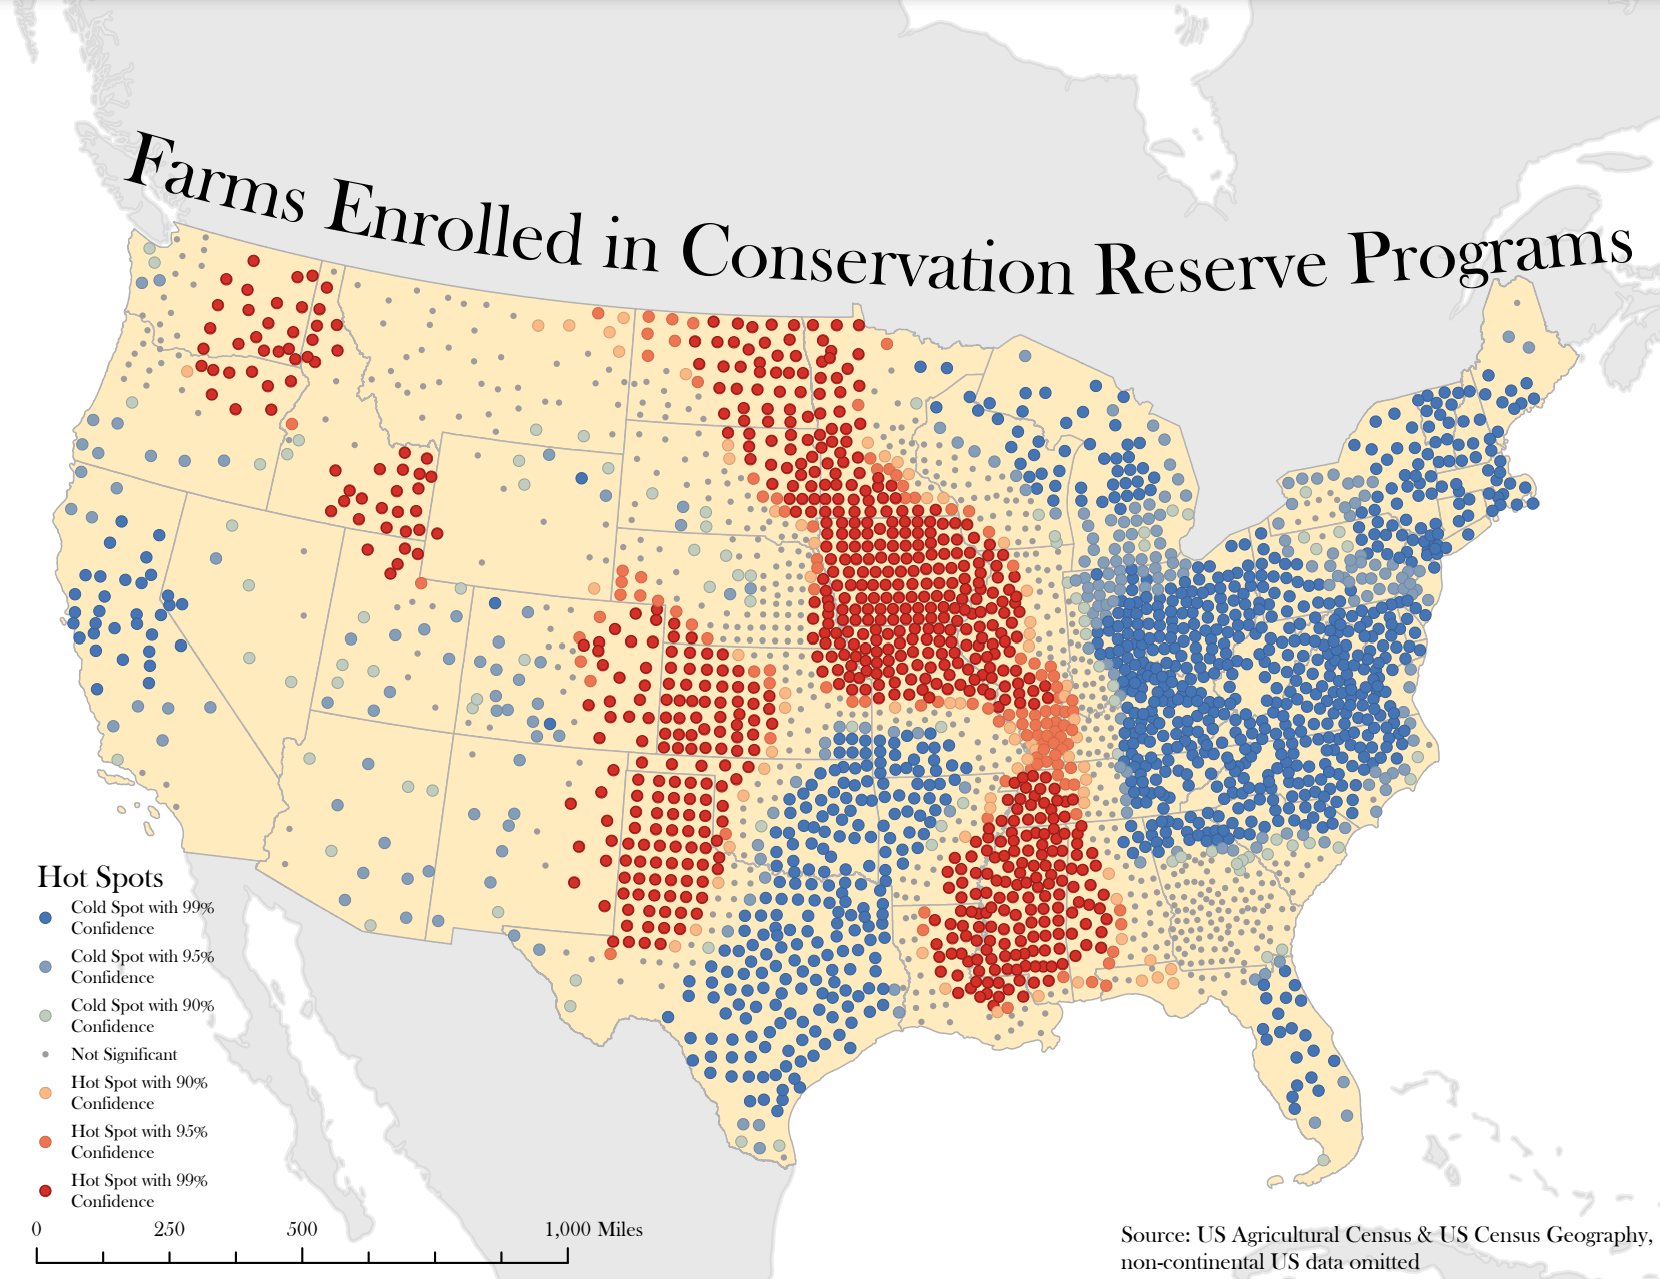 Farms Enrolled in Conservation Reserve Programs
Hot Spots
Cold Spot with 99%
Confidence
Cold Spot with 95%
Confidence
Cold Spot with 90%
Confidence
Not Significant
Hot Spot with 90%
Confidence
Hot Spot with 95%
Confidence
Hot Spot with 99%
Confidence
0 250 500 1,000 Miles
Source: US Agricultural Census & US Census Geography,
non-continental US data omitted